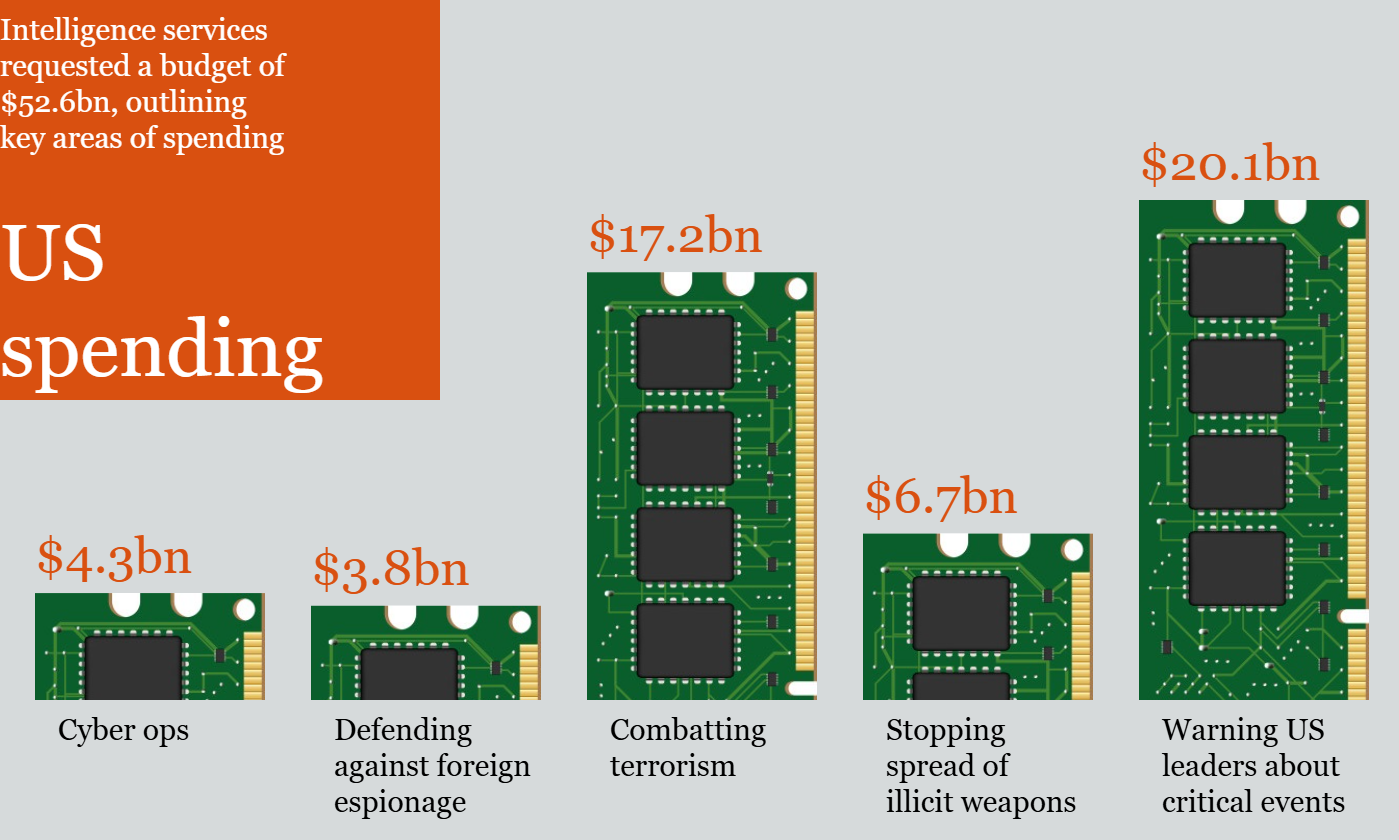 Intelligence services
requested a budget of
$52.6bn, outlining
key areas of spending
US
spending
$4.3bn
Cyber ops
$3.8bn
Defending
against foreign
espionage
$17.2bn
Combatting
terrorism
$6.7bn
Stopping
spread of
illicit weapons
$20.1bn
Warning US
leaders about
critical events